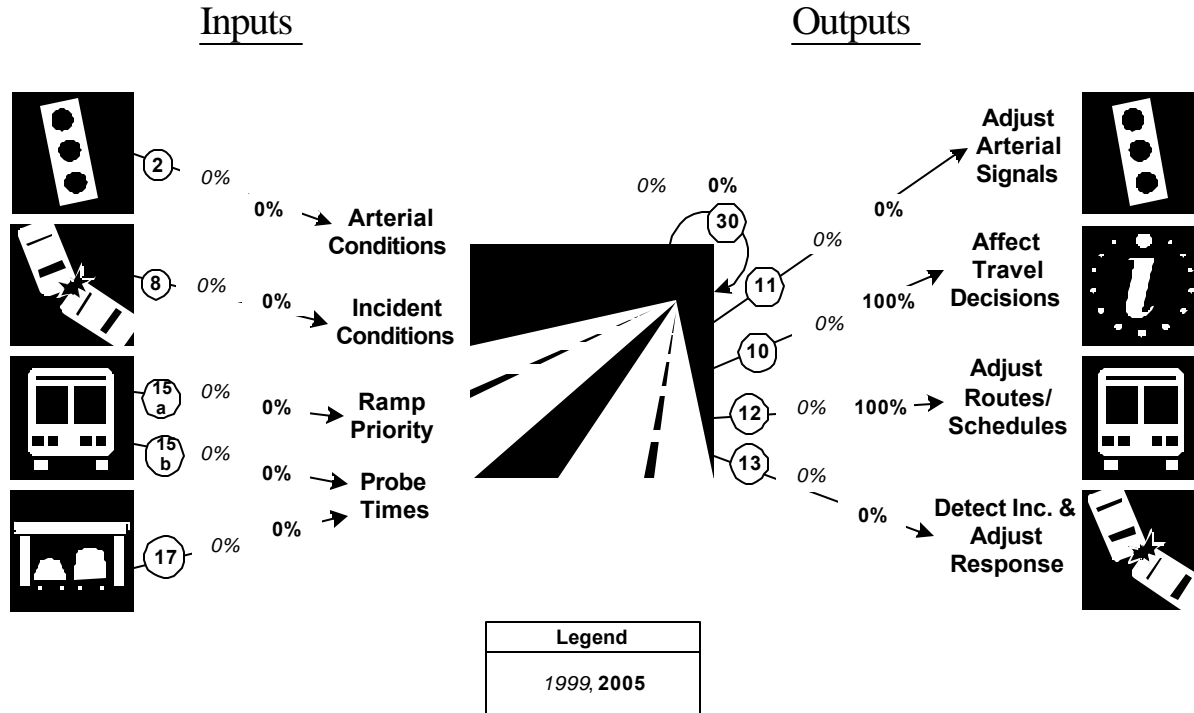 Inputs
Outputs
2
0%
0%
Arterial
Conditions
8
0%
0%
Incident
Conditions
15
a
0%
0%
Ramp
Priority
15
b
0%
0%
Probe
Times
17
0%
0%
0%
0%
30
11
0%
0%
Adjust
Arterial
Signals
10
0%
100%
Affect
Travel
Decisions
12
0%
100%
Adjust
Routes/
Schedules
13
0%
0%
Detect Inc. &
Adjust
Response
i
Legend
1999, 2005